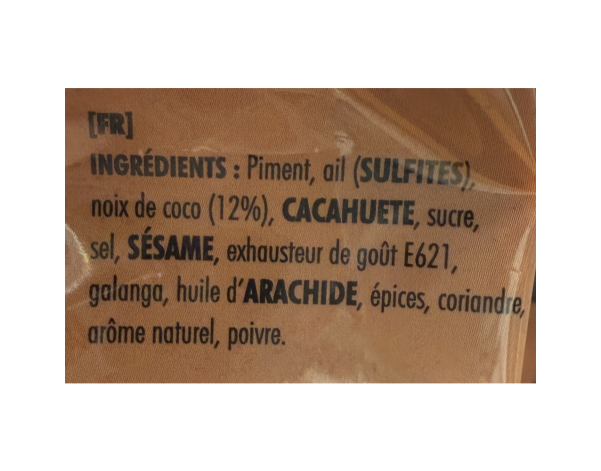 [FR]
INGRÉDIENTS : Piment, ail (SULFITES),
noix de coco (12%), CACAHUETE, sucre,
sel, SÉSAME, exhausteur de goût E621,
galanga, huile d'ARACHIDE, épices, coriandre,
arôme naturel, poivre.